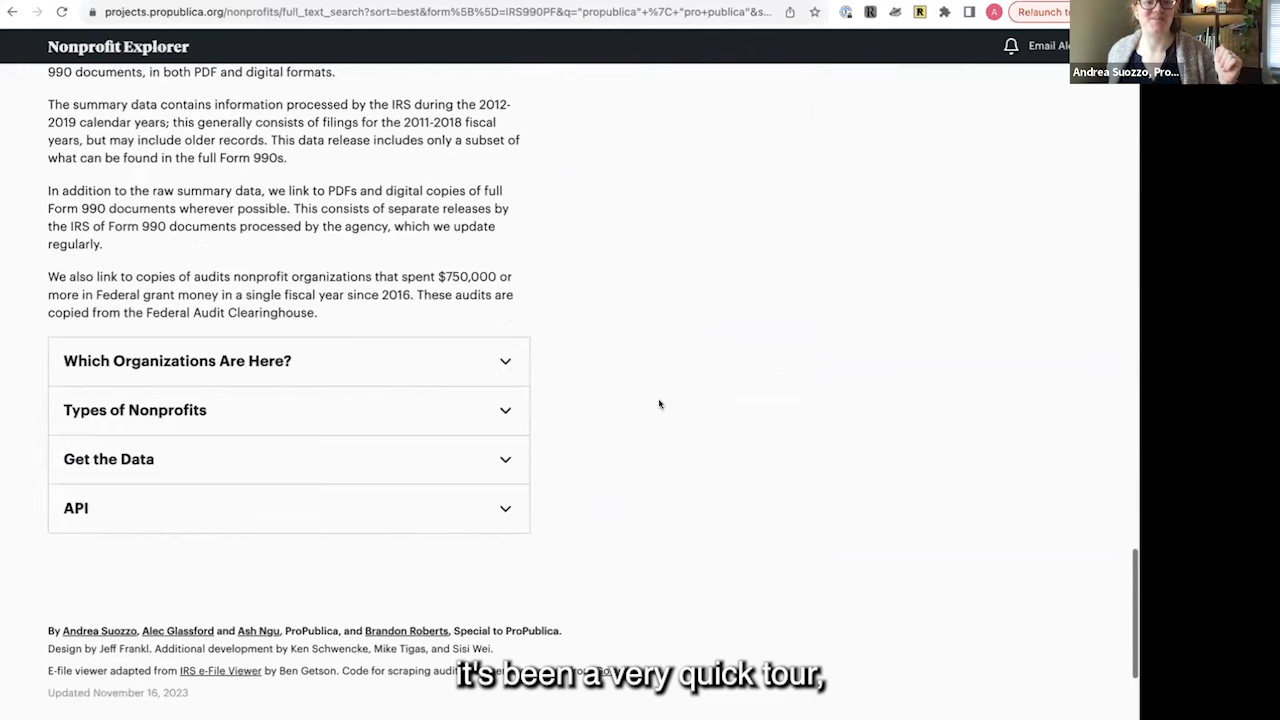 projects.propublica.org/nonprofits/full_text_search?sort=best&form%5B%5D=IRS990PF&q="propublica"+%7C+"pro+publica"&s...
Relaunch to
Nonprofit Explorer
Email Ale
Andrea Suozzo, Pro...
990 documents, in both PDF and digital formats.
The summary data contains information processed by the IRS during the 2012-
2019 calendar years; this generally consists of filings for the 2011-2018 fiscal
years, but may include older records. This data release includes only a subset of
what can be found in the full Form 990s.
In addition to the raw summary data, we link to PDFs and digital copies of full
Form 990 documents wherever possible. This consists of separate releases by
the IRS of Form 990 documents processed by the agency, which we update
regularly.
We also link to copies of audits nonprofit organizations that spent $750,000 or
more in Federal grant money in a single fiscal year since 2016. These audits are
copied from the Federal Audit Clearinghouse.
Which Organizations Are Here?
Types of Nonprofits
Get the Data
API
By Andrea Suozzo, Alec Glassford and Ash Ngu, ProPublica, and Brandon Roberts, Special to ProPublica.
Design by Jeff Frankl. Additional development by Ken Schwencke, Mike Tigas, and Sisi Wei.
E-file viewer adapted from IRS e-File Viewer by Ben Getson. Code for scraping audi
it's been a very quick tour,
Updated November 16, 2023